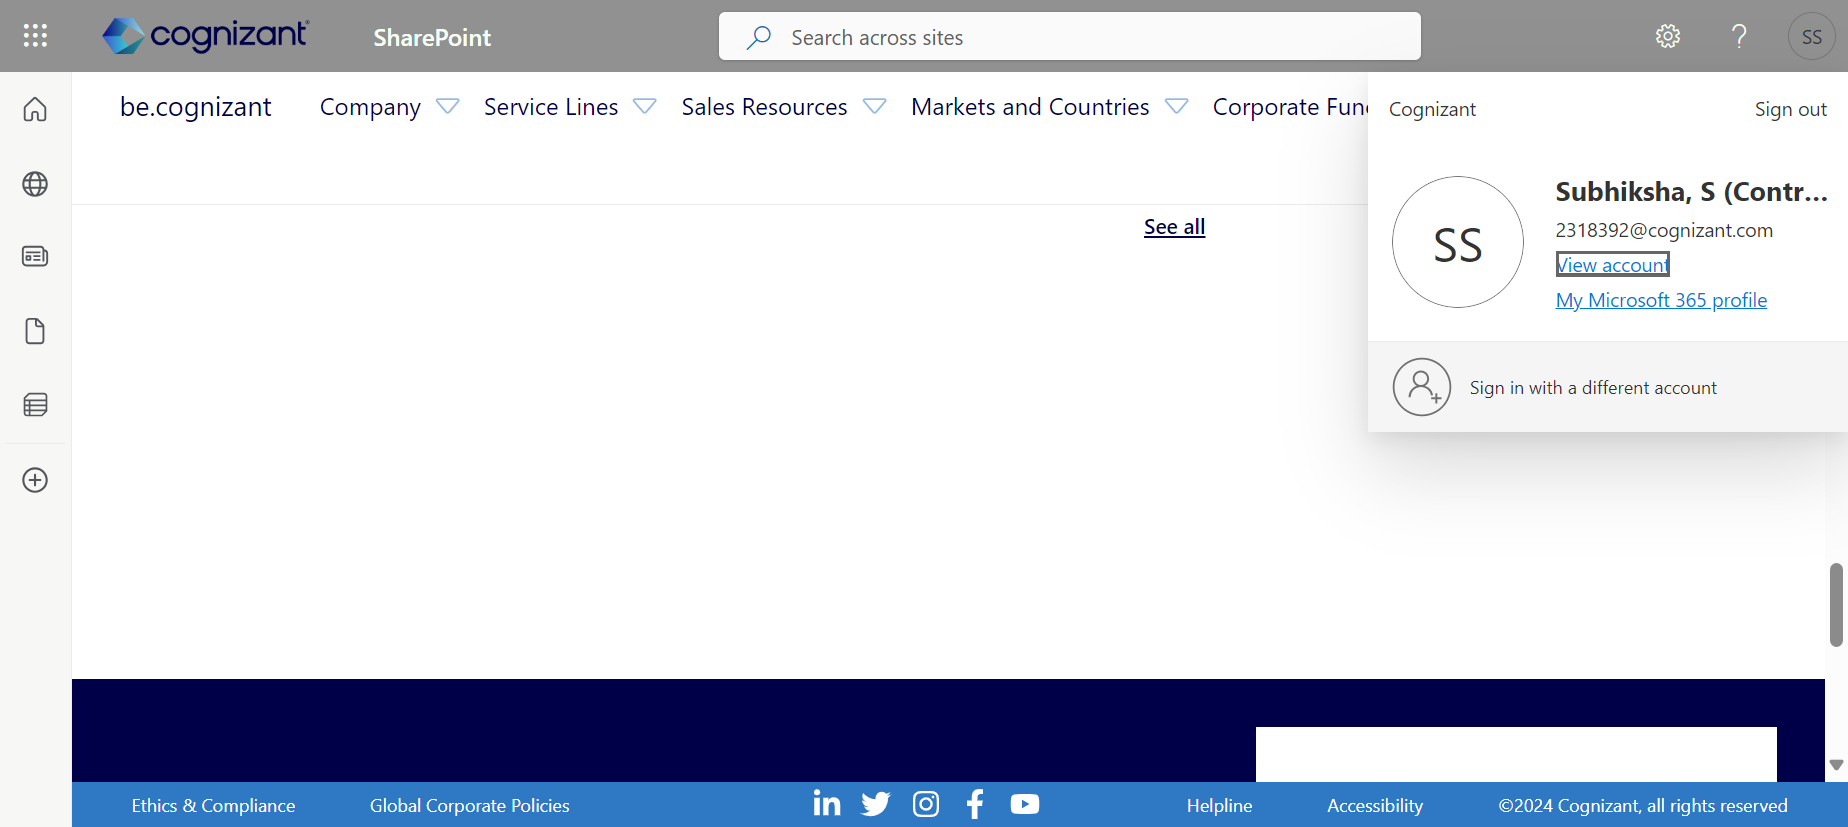 cognizant
SharePoint
Search across sites
SS
be.cognizant
Company
Service Lines
Sales Resources
Markets and Countries
Corporate Fun
Cognizant
Sign out
SS
Subhiksha, S (Contr...
2318392@cognizant.com
View account
My Microsoft 365 profile
Sign in with a different account
See all
Ethics & Compliance
Global Corporate Policies
Helpline
Accessibility
©2024 Cognizant, all rights reserved